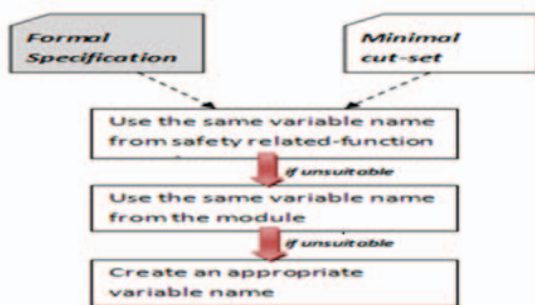 Formal
Specification
Minimal
cut-set
Use the same variable name
from safety related-function
if unsuitable
Use the same variable name
from the module
if unsuitable
Create an appropriate
variable name